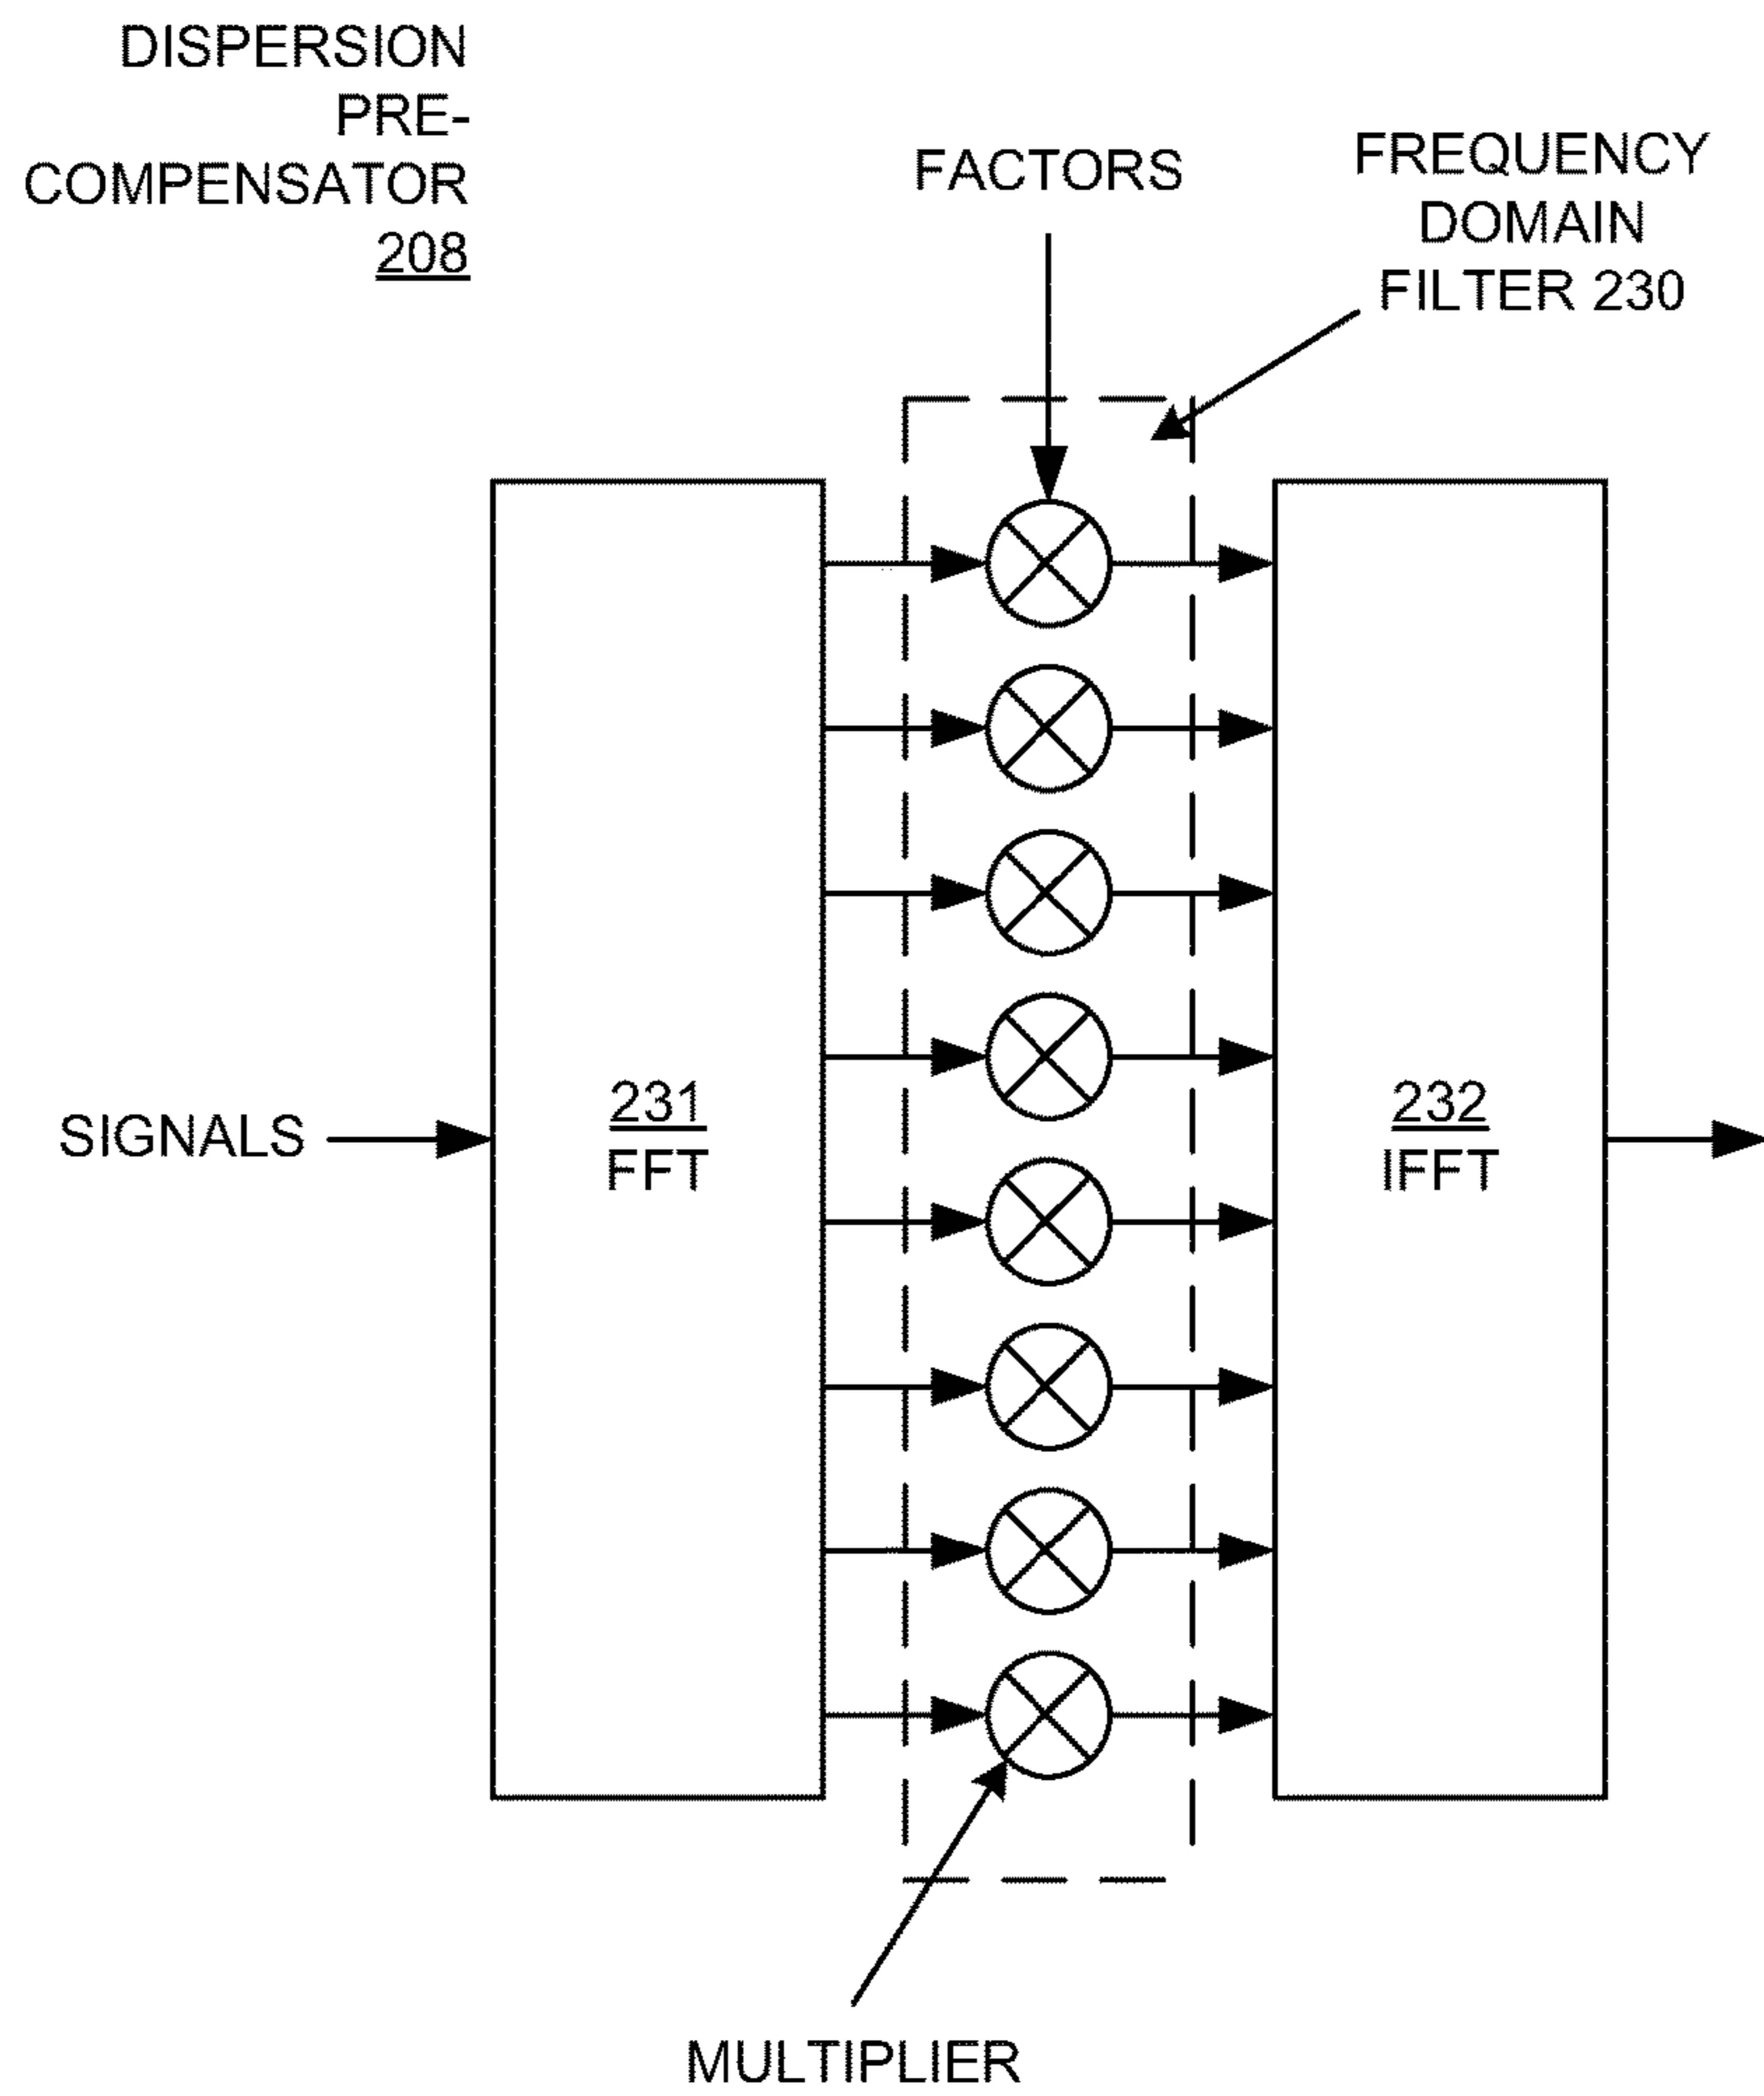 DISPERSION
PRE-
COMPENSATOR
208
FACTORS
FREQUENCY
DOMAIN
FILTER 230
SIGNALS
231
FFT
232
IFFT
MULTIPLIER